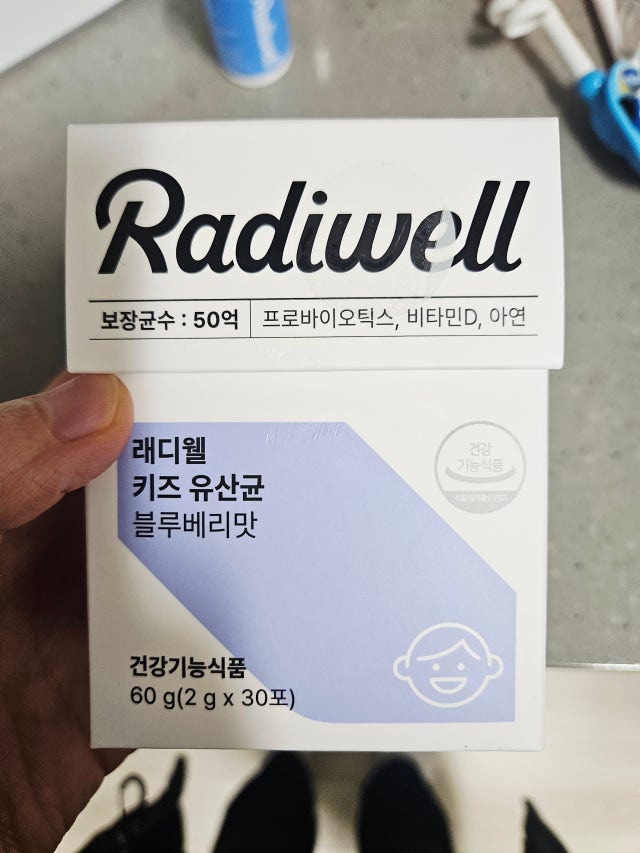 Radiwell
보장균수 : 50억 프로바이오틱스, 비타민D, 아연
래디웰
키즈 유산균
블루베리맛
건강
기능식품
건강기능식품
60 g(2 g x 30포)